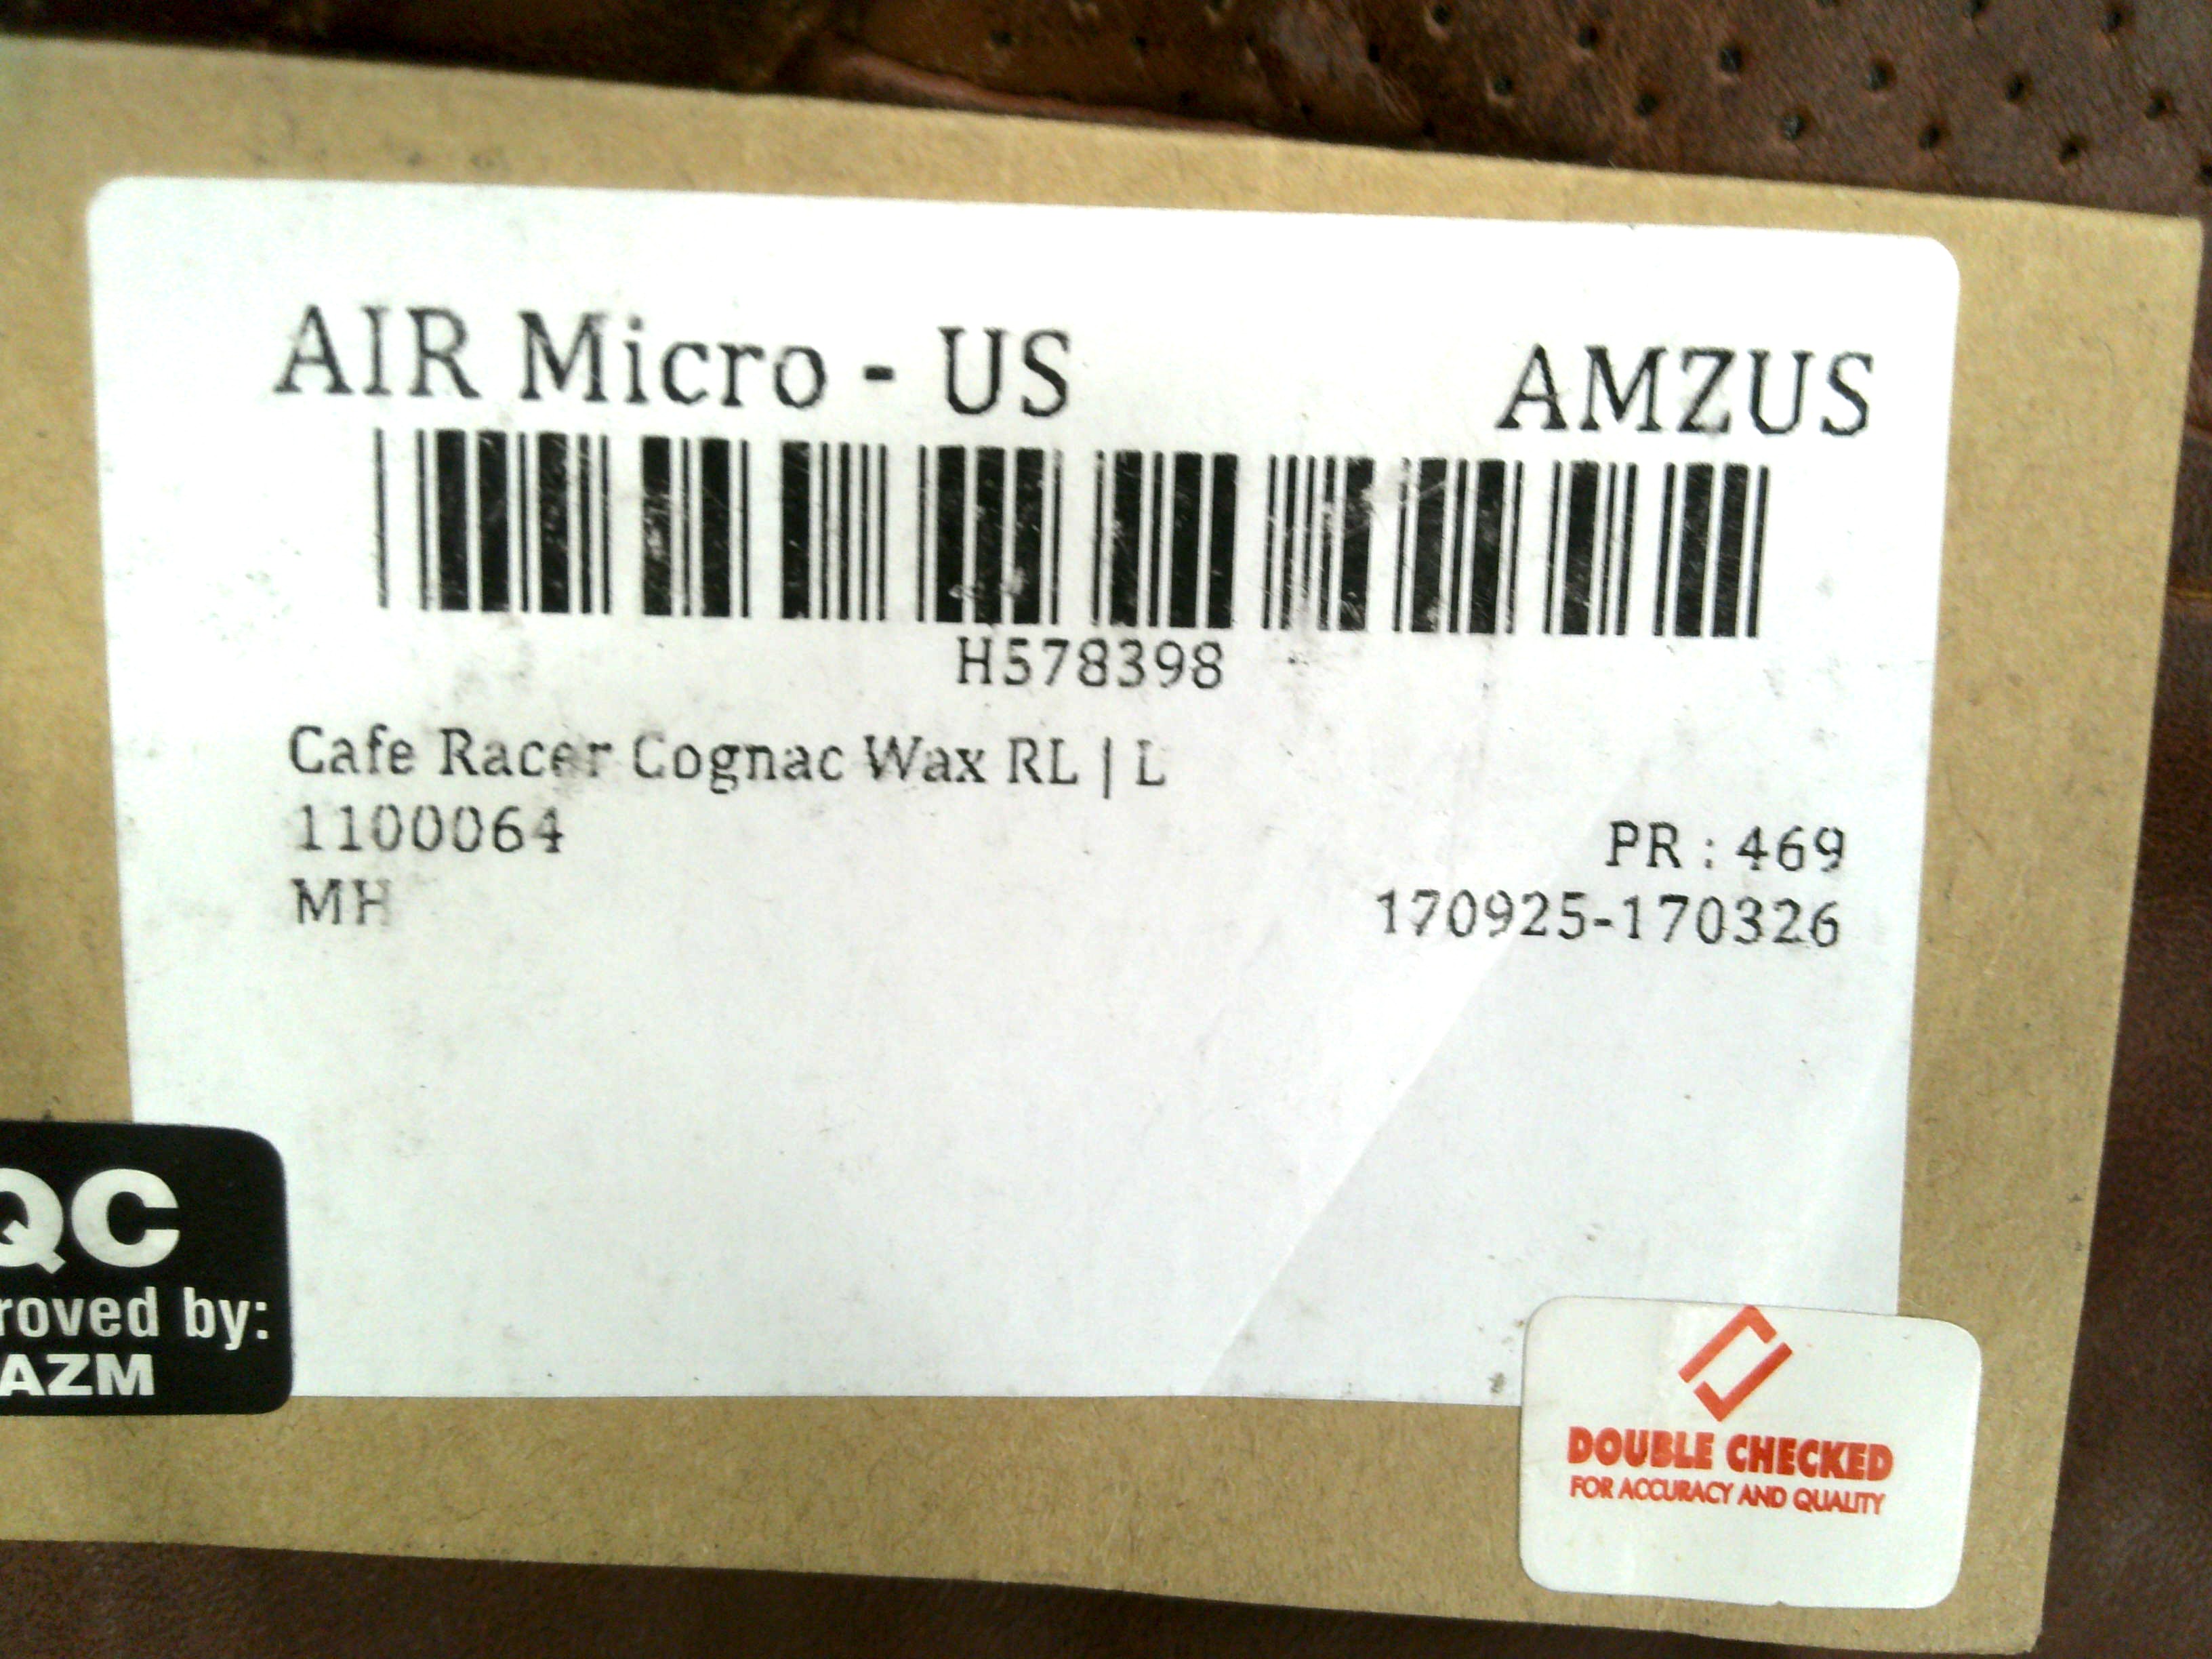 AIR Micro - US AMZUS
H578398
Cafe Racer Cognac Wax RL | L
1100064 PR : 469
MH 170925-170326
QC
roved by:
AZM
DOUBLE CHECKED
FOR ACCURACY AND QUALITY